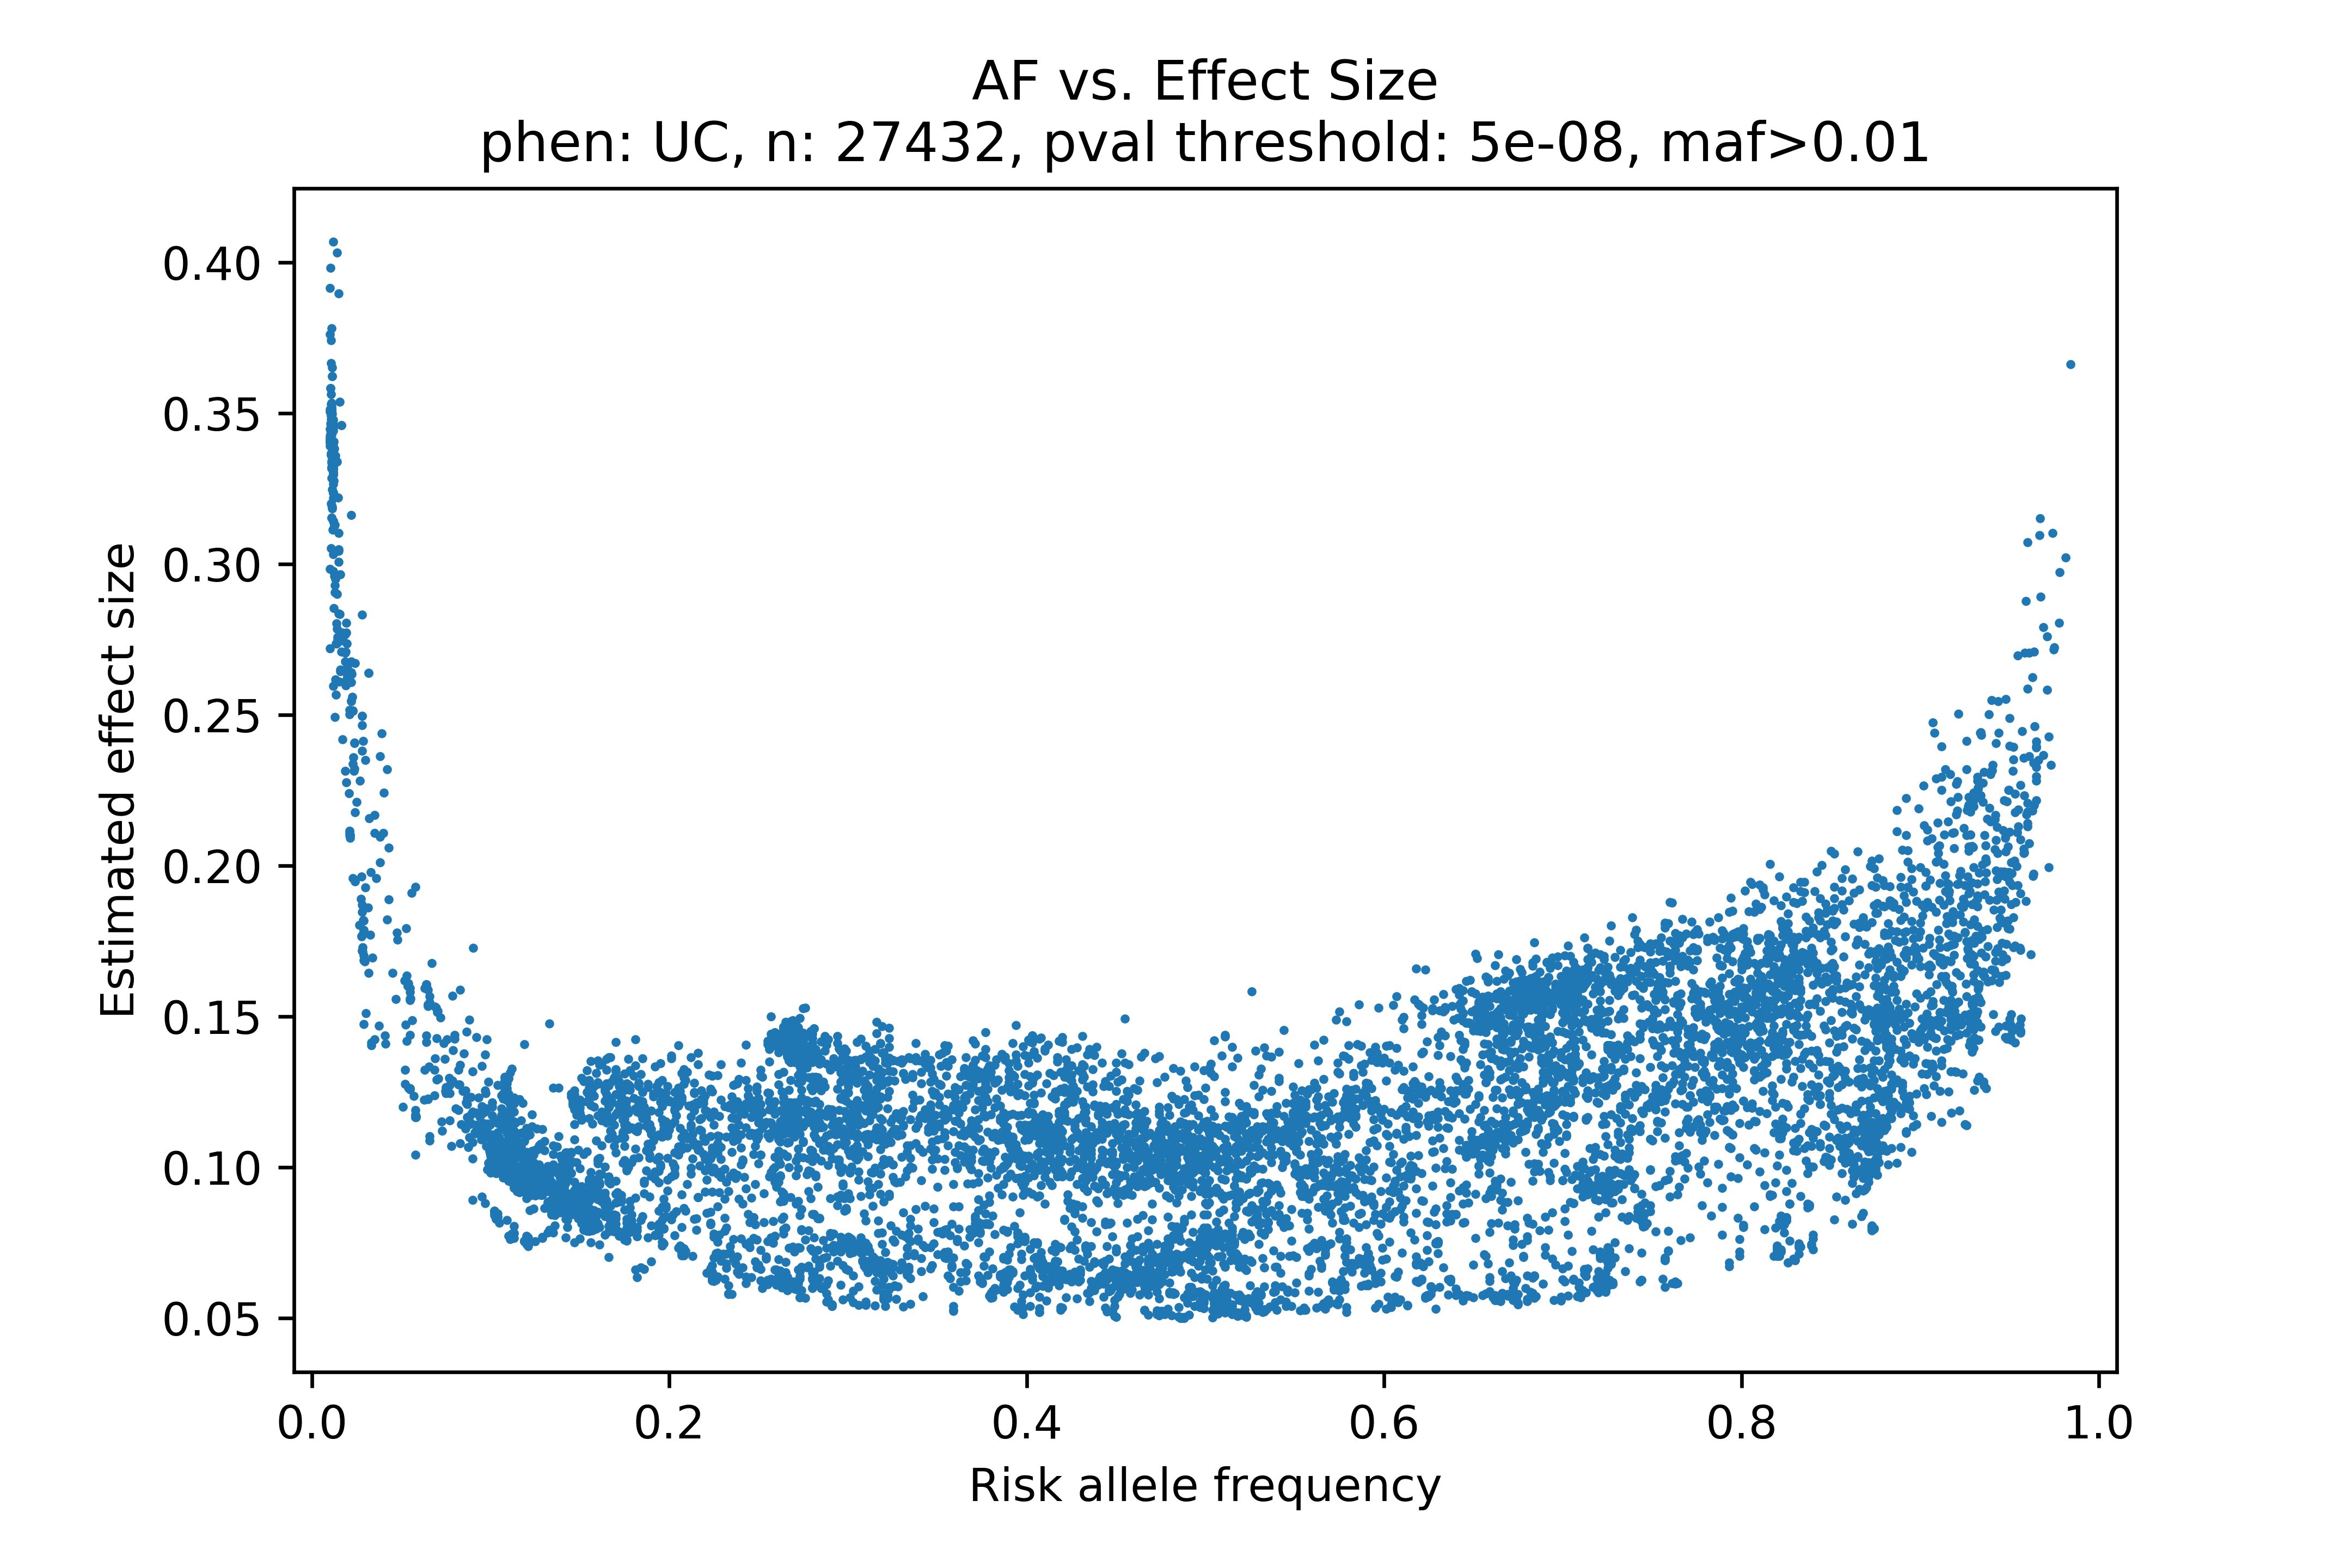 AF vs. Effect Size
phen: UC, n: 27432, pval threshold: 5e-08, maf>0.01
Estimated effect size
0.40
0.35
0.30
0.25
0.20
0.15
0.10
0.05
0.0 0.2 0.4 0.6 0.8 1.0
Risk allele frequency